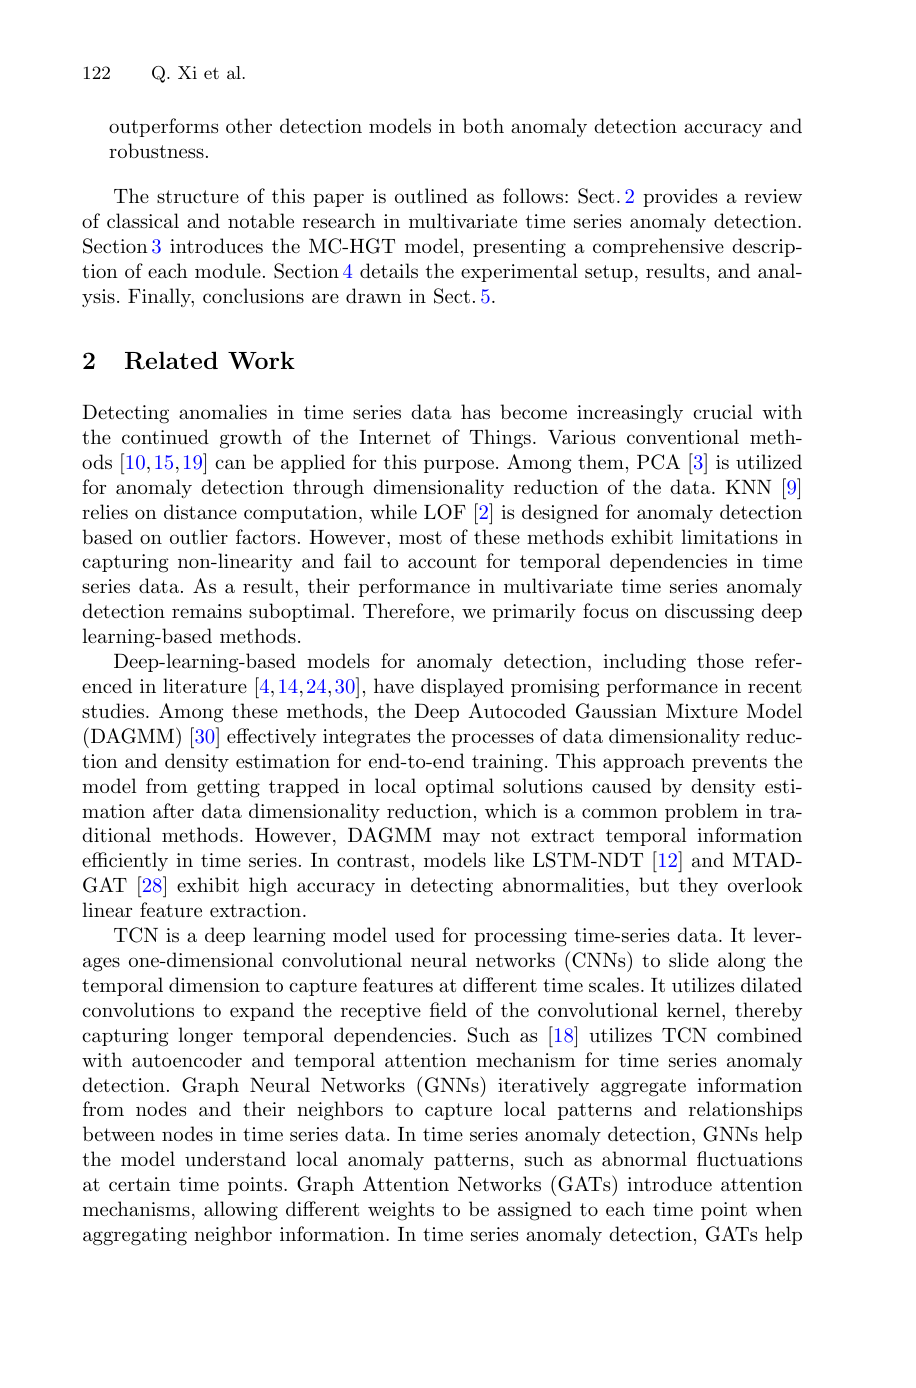 122 Q. Xi et al.
outperforms other detection models in both anomaly detection accuracy and
robustness.
The structure of this paper is outlined as follows: Sect. 2 provides a review
of classical and notable research in multivariate time series anomaly detection.
Section 3 introduces the MC-HGT model, presenting a comprehensive descrip-
tion of each module. Section 4 details the experimental setup, results, and anal-
ysis. Finally, conclusions are drawn in Sect. 5.
2 Related Work
Detecting anomalies in time series data has become increasingly crucial with
the continued growth of the Internet of Things. Various conventional meth-
ods [10,15,19] can be applied for this purpose. Among them, PCA [3] is utilized
for anomaly detection through dimensionality reduction of the data. KNN [9]
relies on distance computation, while LOF [2] is designed for anomaly detection
based on outlier factors. However, most of these methods exhibit limitations in
capturing non-linearity and fail to account for temporal dependencies in time
series data. As a result, their performance in multivariate time series anomaly
detection remains suboptimal. Therefore, we primarily focus on discussing deep
learning-based methods.
Deep-learning-based models for anomaly detection, including those refer-
enced in literature [4,14,24,30], have displayed promising performance in recent
studies. Among these methods, the Deep Autocoded Gaussian Mixture Model
(DAGMM) [30] effectively integrates the processes of data dimensionality reduc-
tion and density estimation for end-to-end training. This approach prevents the
model from getting trapped in local optimal solutions caused by density esti-
mation after data dimensionality reduction, which is a common problem in tra-
ditional methods. However, DAGMM may not extract temporal information
efficiently in time series. In contrast, models like LSTM-NDT [12] and MTAD-
GAT [28] exhibit high accuracy in detecting abnormalities, but they overlook
linear feature extraction.
TCN is a deep learning model used for processing time-series data. It lever-
ages one-dimensional convolutional neural networks (CNNs) to slide along the
temporal dimension to capture features at different time scales. It utilizes dilated
convolutions to expand the receptive field of the convolutional kernel, thereby
capturing longer temporal dependencies. Such as [18] utilizes TCN combined
with autoencoder and temporal attention mechanism for time series anomaly
detection. Graph Neural Networks (GNNs) iteratively aggregate information
from nodes and their neighbors to capture local patterns and relationships
between nodes in time series data. In time series anomaly detection, GNNs help
the model understand local anomaly patterns, such as abnormal fluctuations
at certain time points. Graph Attention Networks (GATs) introduce attention
mechanisms, allowing different weights to be assigned to each time point when
aggregating neighbor information. In time series anomaly detection, GATs help